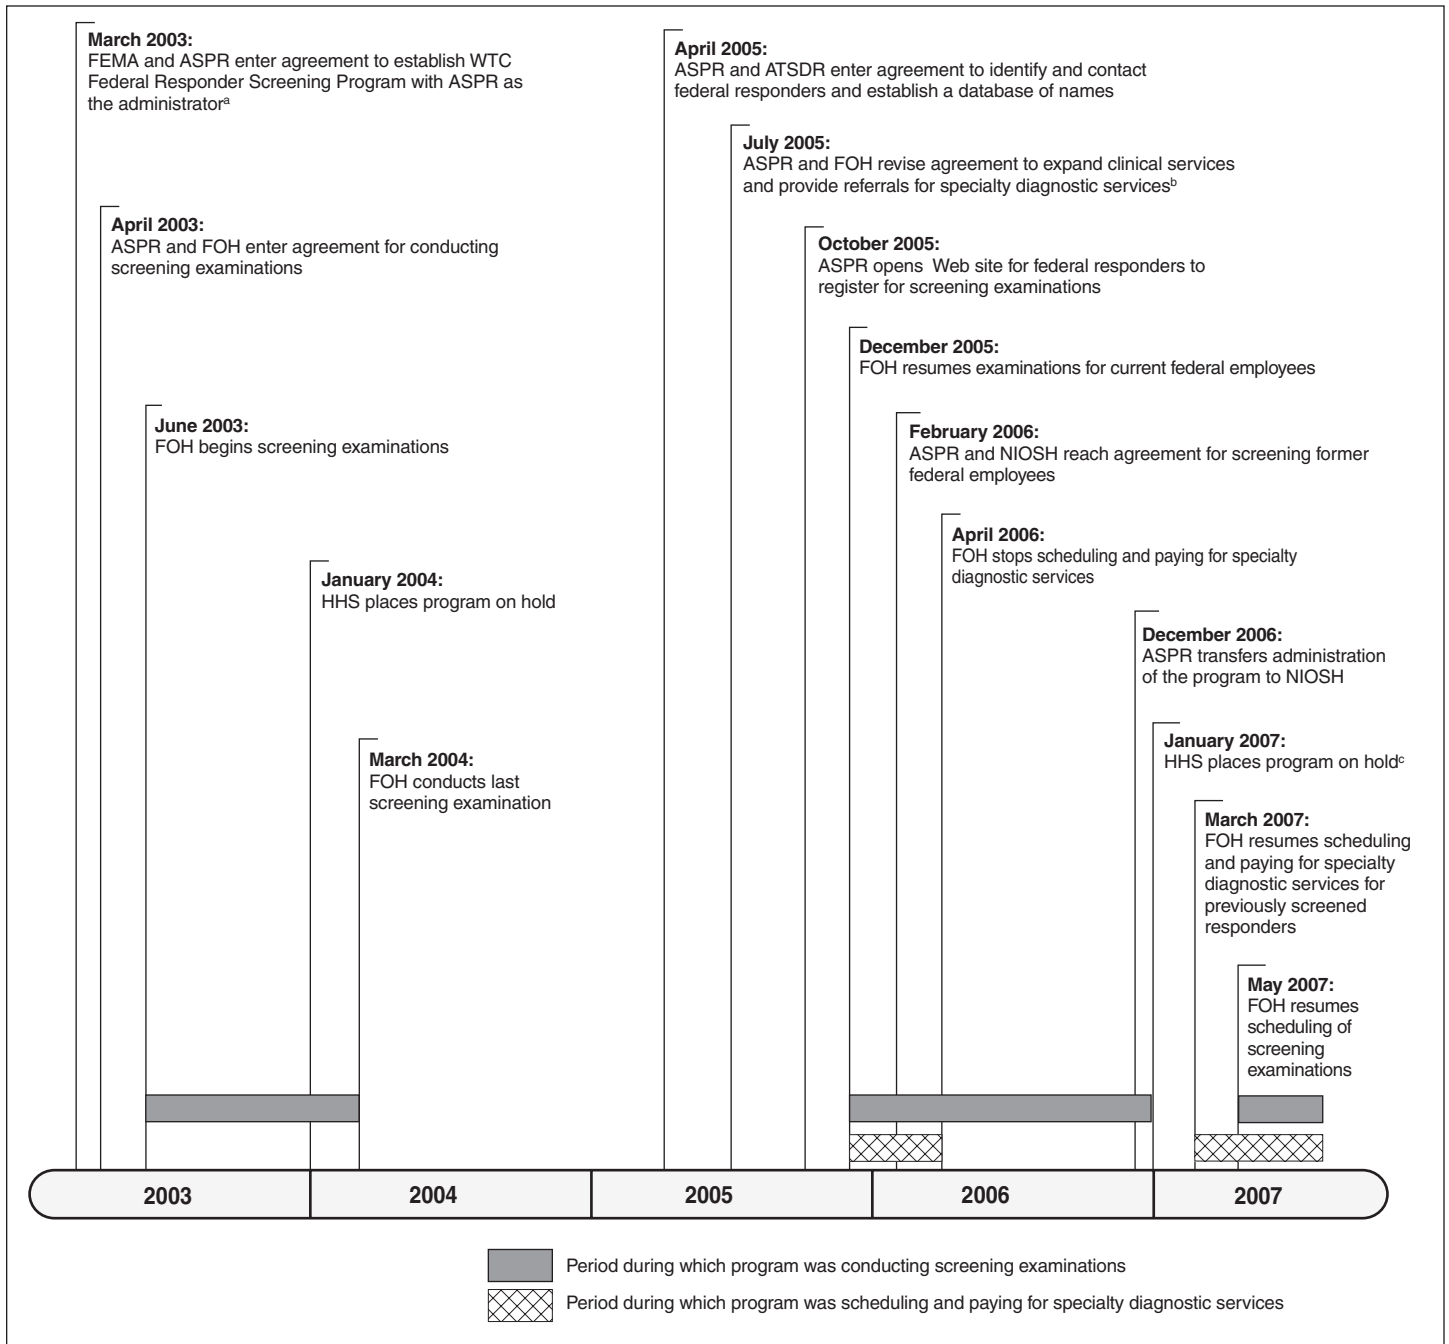 March 2003:
FEMA and ASPR enter agreement to establish WTC
Federal Responder Screening Program with ASPR as
the administratorᵃ
April 2003:
ASPR and FOH enter agreement for conducting
screening examinations
June 2003:
FOH begins screening examinations
January 2004:
HHS places program on hold
March 2004:
FOH conducts last
screening examination
April 2005:
ASPR and ATSDR enter agreement to identify and contact
federal responders and establish a database of names
July 2005:
ASPR and FOH revise agreement to expand clinical services
and provide referrals for specialty diagnostic servicesᵇ
October 2005:
ASPR opens Web site for federal responders to
register for screening examinations
December 2005:
FOH resumes examinations for current federal employees
February 2006:
ASPR and NIOSH reach agreement for screening former
federal employees
April 2006:
FOH stops scheduling and paying for specialty
diagnostic services
December 2006:
ASPR transfers administration
of the program to NIOSH
January 2007:
HHS places program on holdᶜ
March 2007:
FOH resumes scheduling
and paying for specialty
diagnostic services for
previously screened
responders
May 2007:
FOH resumes
scheduling of
screening
examinations
2003
2004
2005
2006
2007
Period during which program was conducting screening examinations
Period during which program was scheduling and paying for specialty diagnostic services